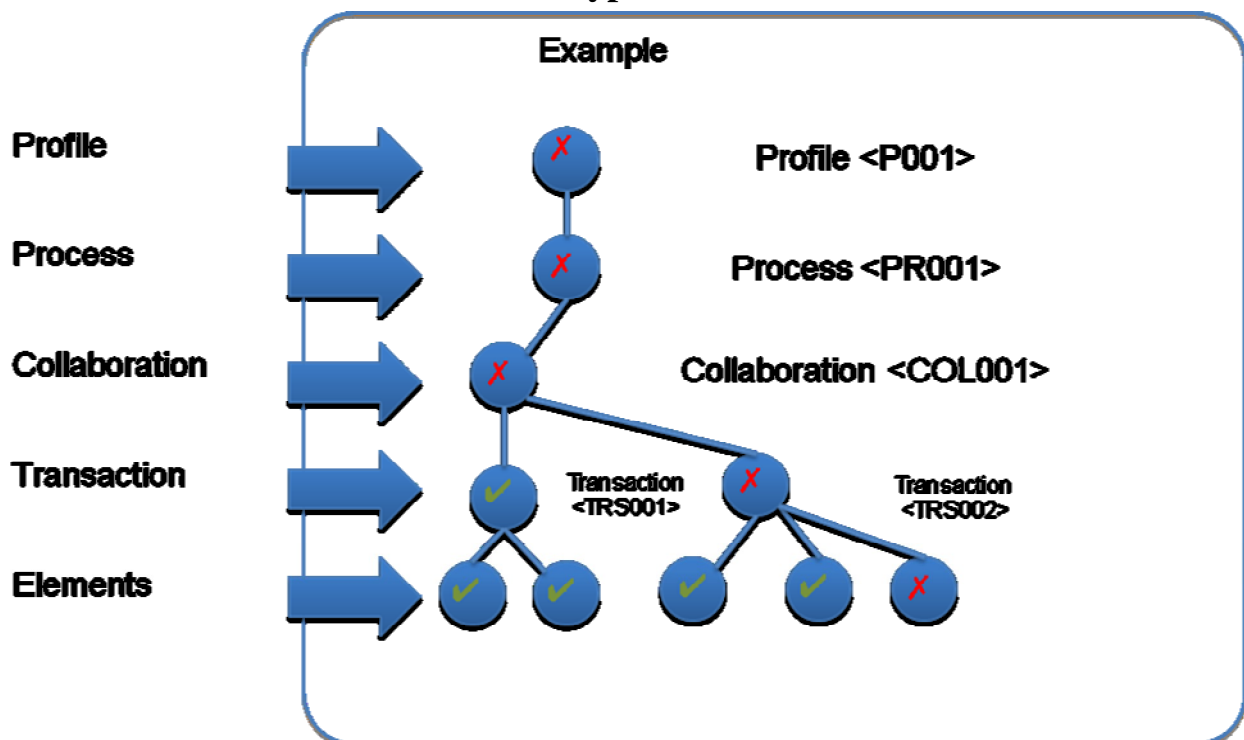 Example
Profile
Profile <P001>
Process
Process <PR001>
Collaboration
Collaboration <COL001>
Transaction
Transaction
<TRS001>
Transaction
<TRS002>
Elements